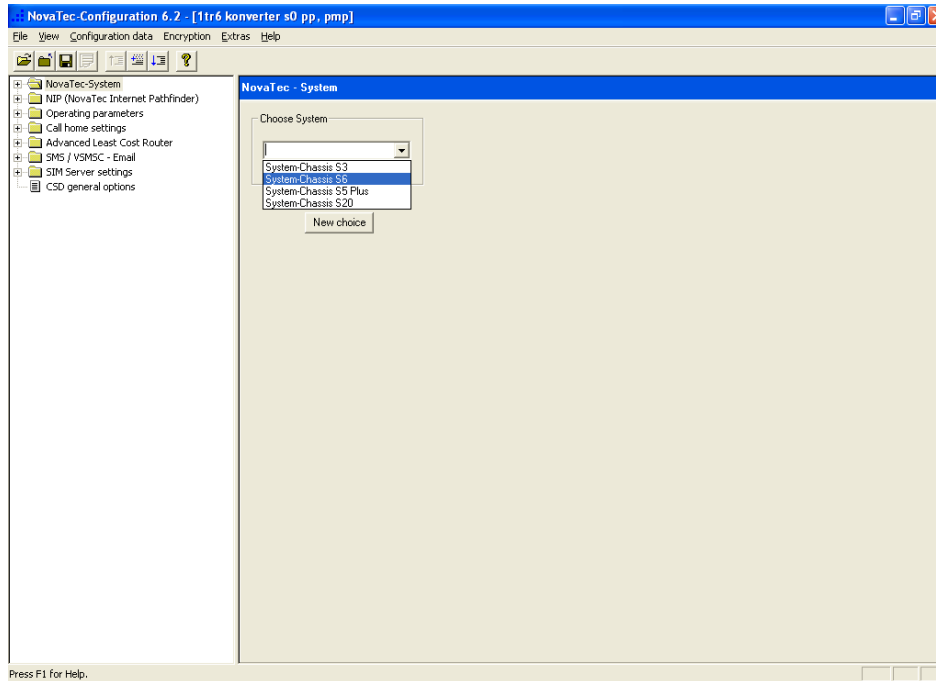 NovaTec-Configuration 6.2 - [1tr6 konverter s0 pp, pmp]
File View Configuration data Encryption Extras Help
NovaTec-System
NIP (NovaTec Internet Pathfinder)
Operating parameters
Call home settings
Advanced Least Cost Router
SMS / VSMSC - Email
SIM Server settings
CSD general options
NovaTec - System
Choose System
System-Chassis S3
System-Chassis S6
System-Chassis S5 Plus
System-Chassis S20
New choice
Press F1 for Help.